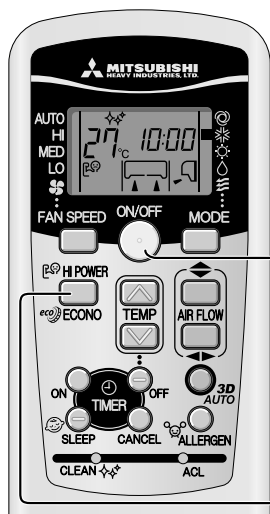 MITSUBISHI
HEAVY INDUSTRIES, LTD.
AUTO
HI 27°C 10:00
MED
LO
FAN SPEED ON/OFF MODE
HI POWER
eco ECONO TEMP AIR FLOW
ON OFF 3D
AUTO
TIMER
SLEEP CANCEL ALLERGEN
CLEAN ACL